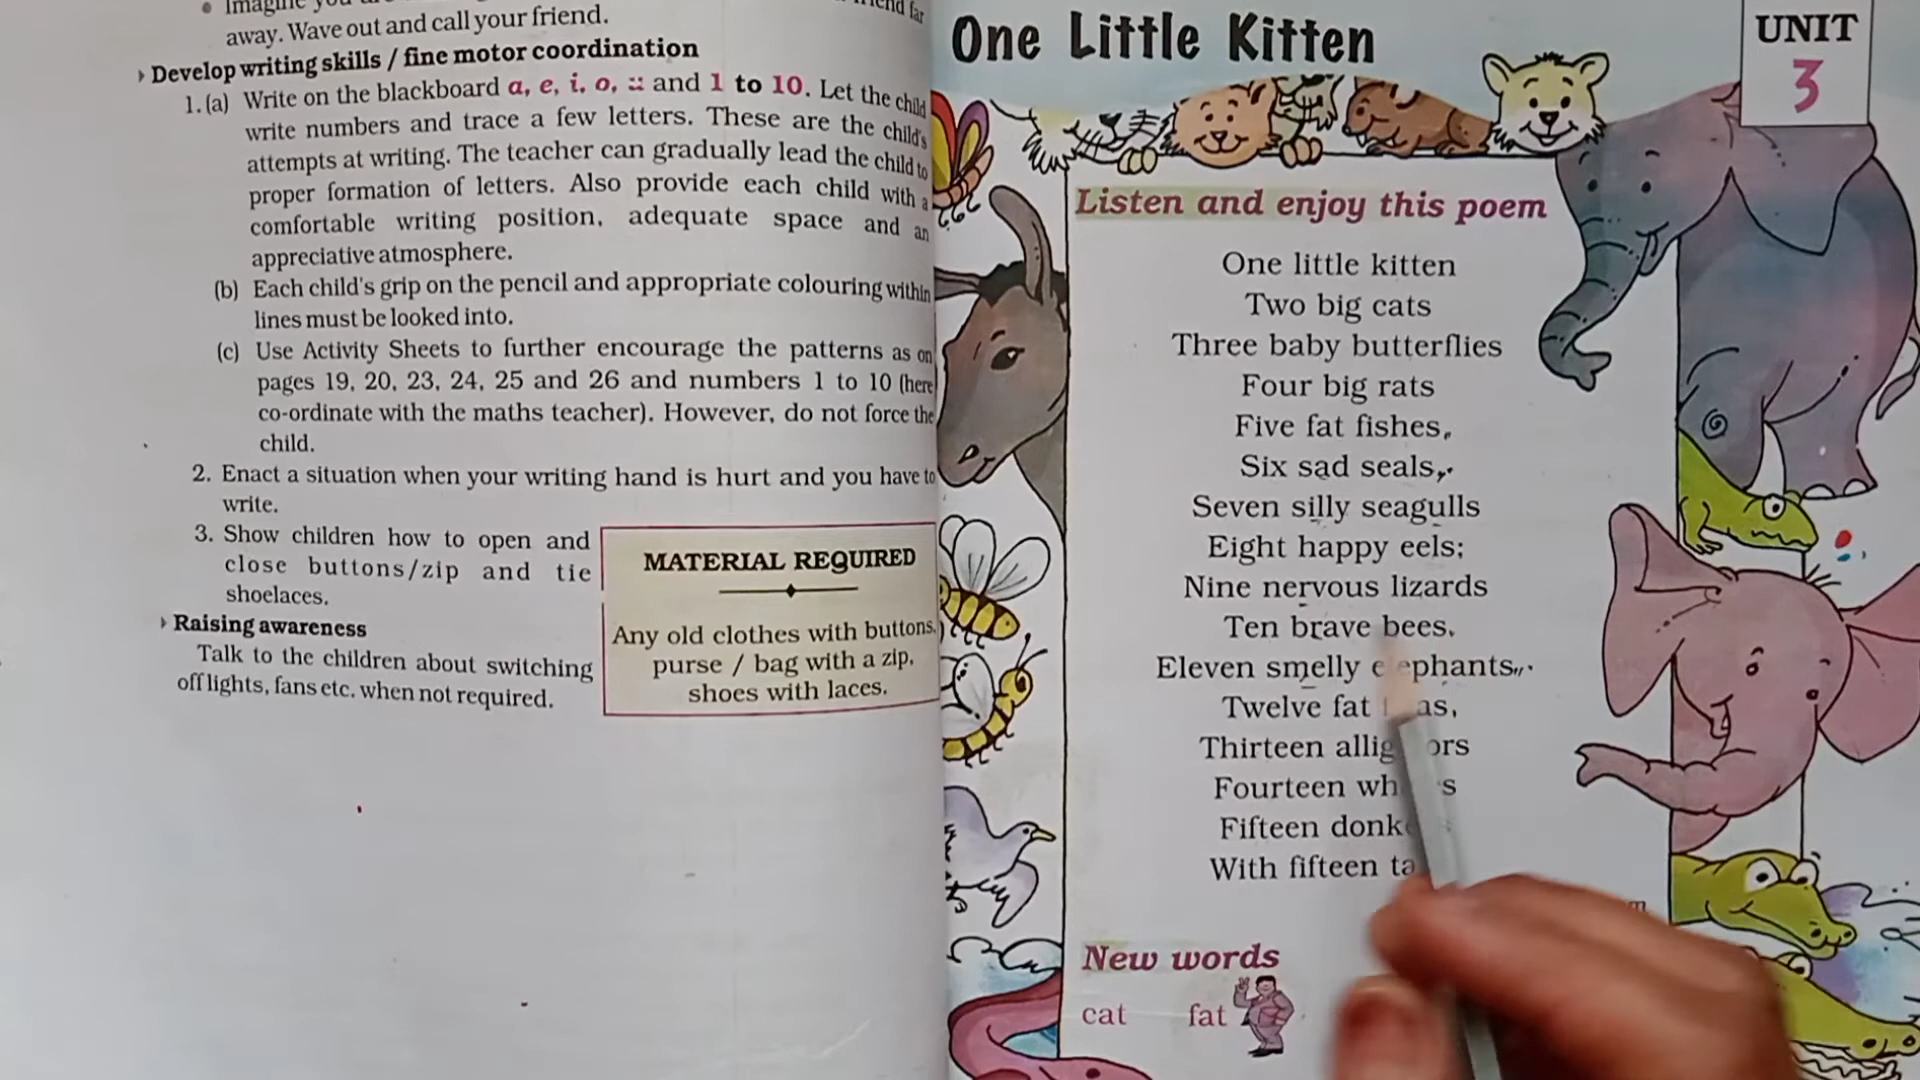 away. Wave out and call your friend.
Develop writing skills / fine motor coordination
1. (a) Write on the blackboard a, e, i, o, u and 1 to 10. Let the child
write numbers and trace a few letters. These are the child's
attempts at writing. The teacher can gradually lead the child to
proper formation of letters. Also provide each child with a
comfortable writing position, adequate space and an
appreciative atmosphere.
(b) Each child's grip on the pencil and appropriate colouring within
lines must be looked into.
(c) Use Activity Sheets to further encourage the patterns as on
pages 19, 20, 23, 24, 25 and 26 and numbers 1 to 10 (here
co-ordinate with the maths teacher). However, do not force the
child.
2. Enact a situation when your writing hand is hurt and you have to
write.
3. Show children how to open and
close buttons/zip and tie
shoelaces.
Raising awareness
Talk to the children about switching
off lights, fans etc. when not required.
MATERIAL REQUIRED
Any old clothes with buttons,
purse / bag with a zip,
shoes with laces.
One Little Kitten
UNIT
3
Listen and enjoy this poem
One little kitten
Two big cats
Three baby butterflies
Four big rats
Five fat fishes,
Six sad seals,
Seven silly seagulls
Eight happy eels;
Nine nervous lizards
Ten brave bees,
Eleven smelly elephants,
Twelve fat
Thirteen alligators
Fourteen
Fifteen
With fifteen
New words
cat fat